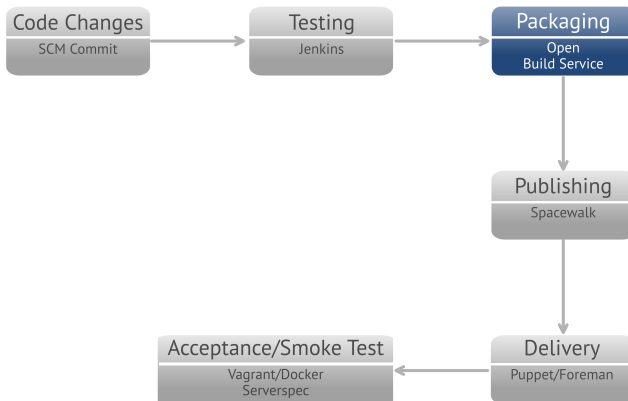 Code Changes
SCM Commit
Testing
Jenkins
Packaging
Open
Build Service
Publishing
Spacewalk
Delivery
Puppet/Foreman
Acceptance/Smoke Test
Vagrant/Docker
Serverspec